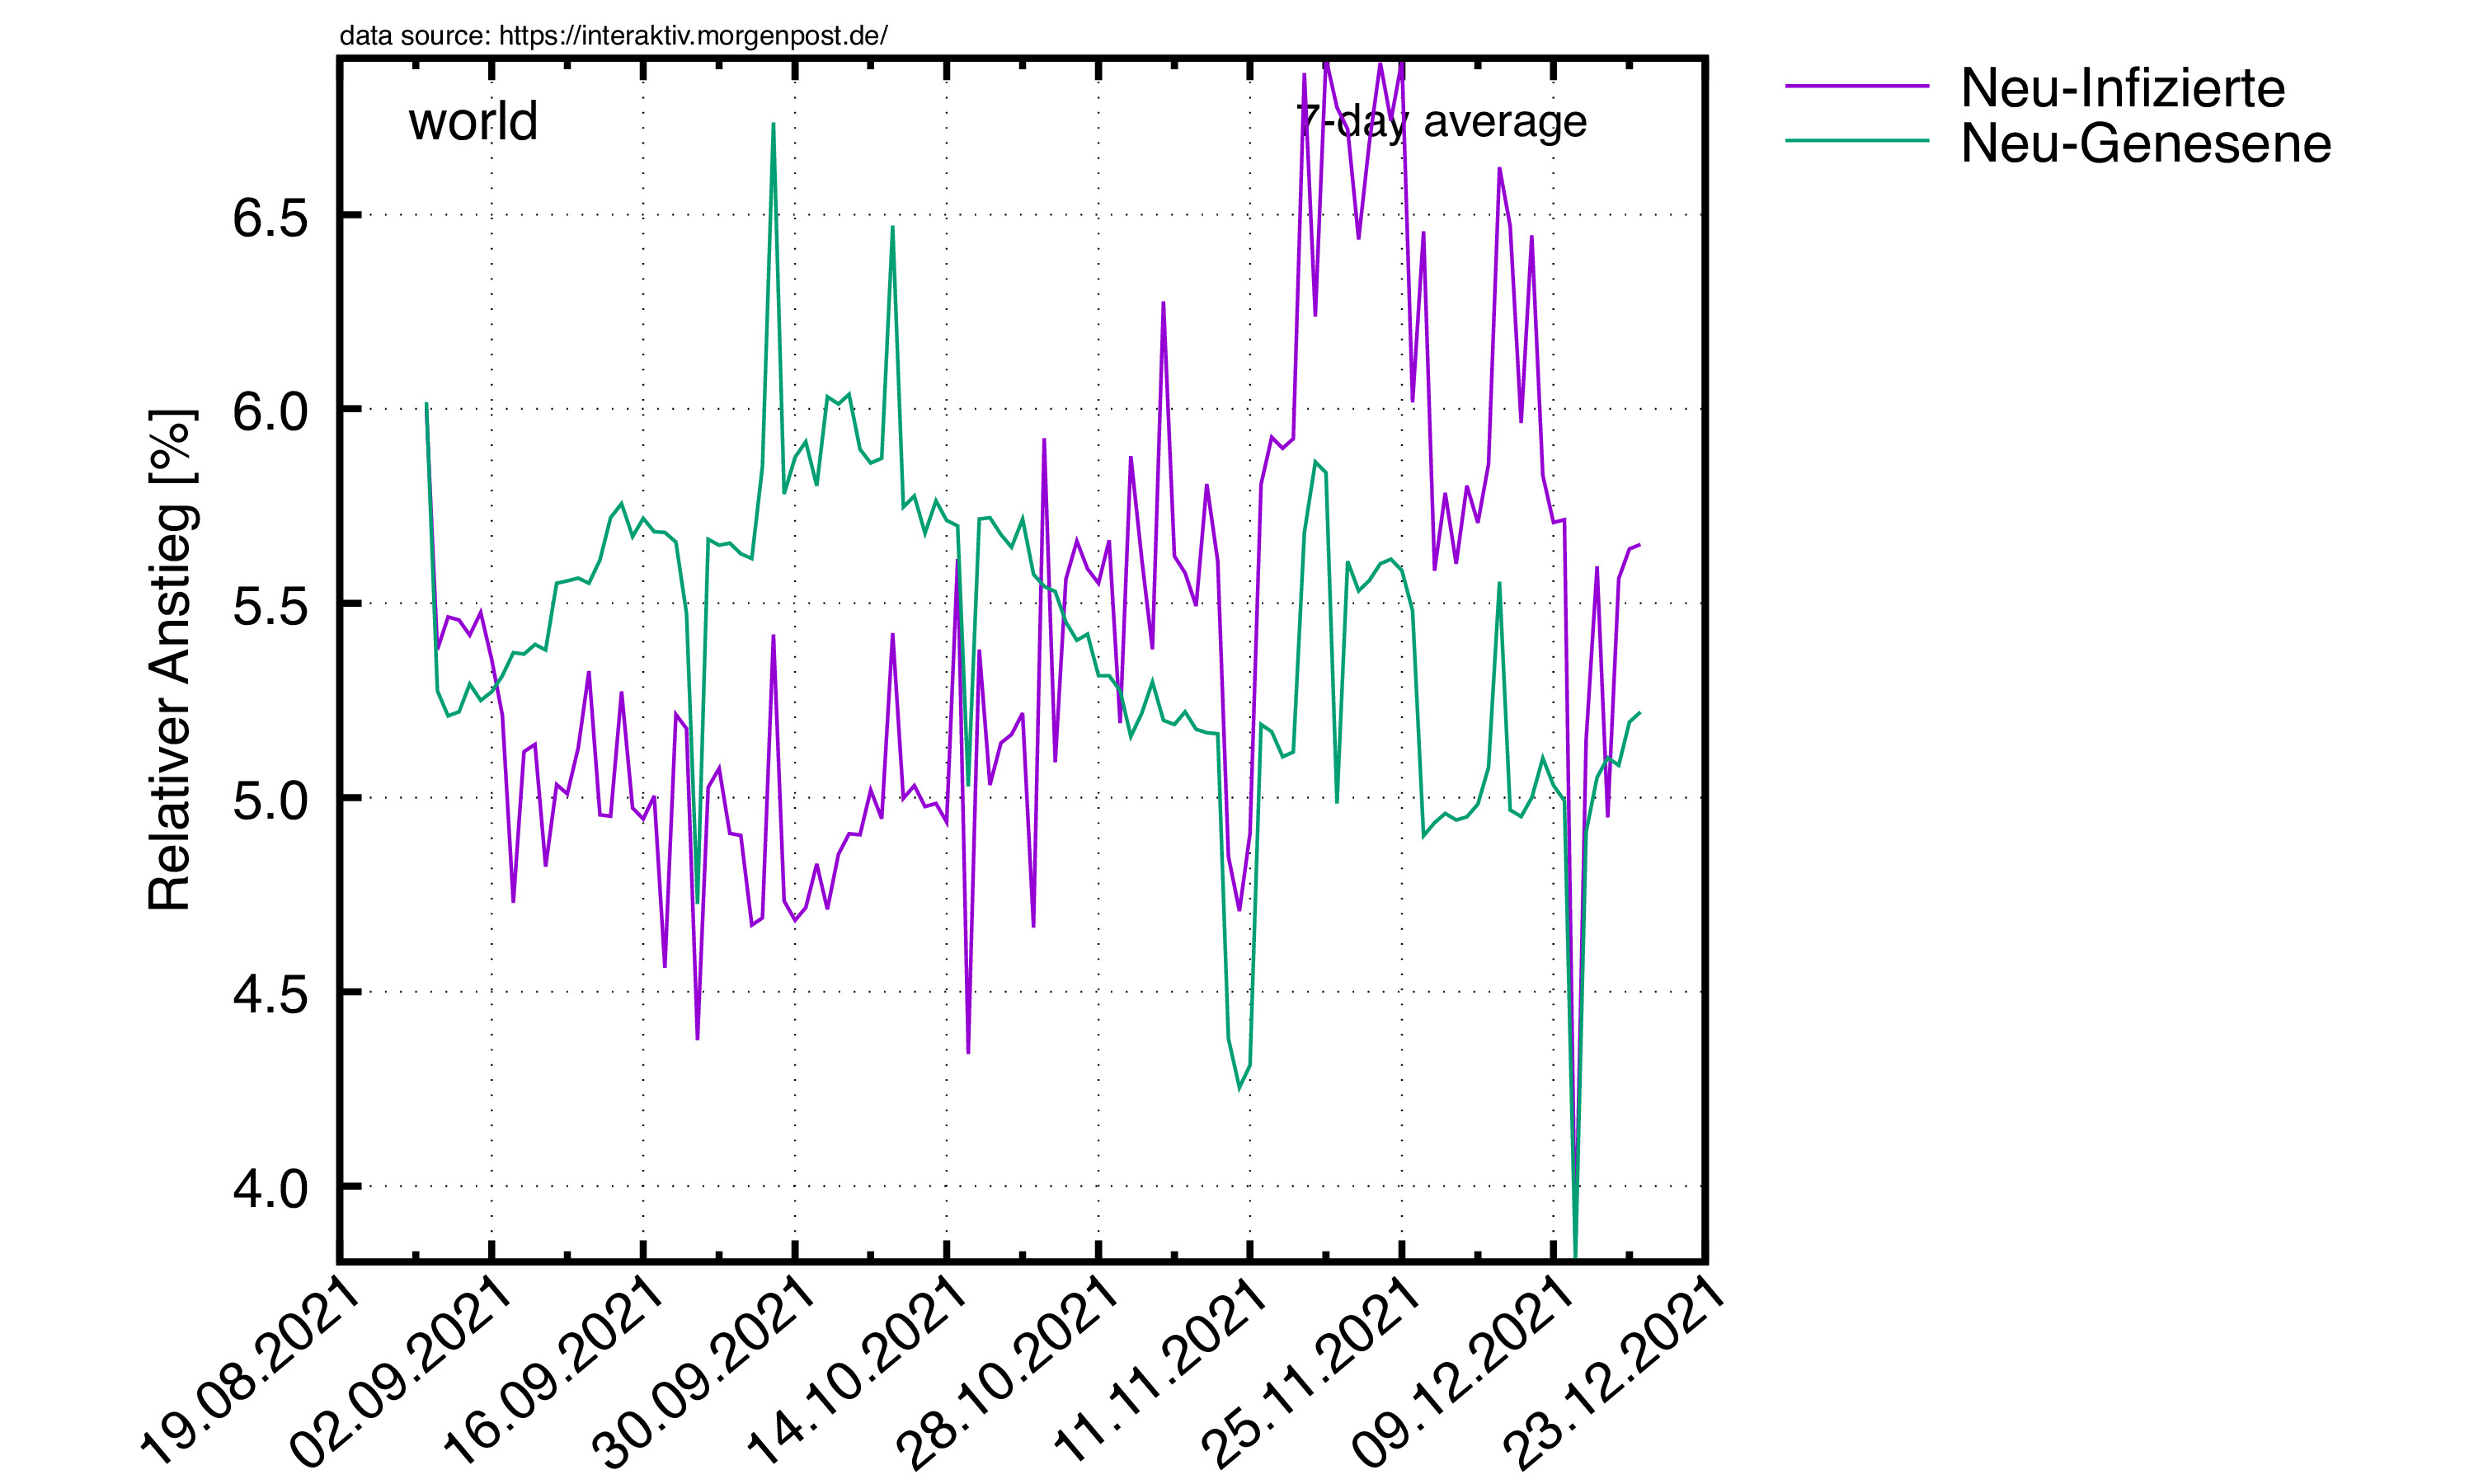 data source: https://interaktiv.morgenpost.de/
world
7-day average
Neu-Infizierte
Neu-Genesene
Relativer Anstieg [%]
6.5
6.0
5.5
5.0
4.5
4.0
19.08.2021
02.09.2021
16.09.2021
30.09.2021
14.10.2021
28.10.2021
11.11.2021
25.11.2021
09.12.2021
23.12.2021